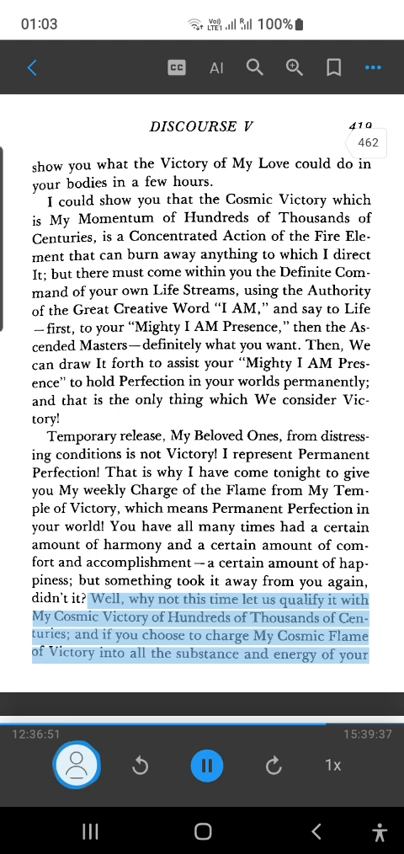 01:03
Voo) LTE1 R 100%
CC AI
DISCOURSE V 419
462
show you what the Victory of My Love could do in
your bodies in a few hours.
I could show you that the Cosmic Victory which
is My Momentum of Hundreds of Thousands of
Centuries, is a Concentrated Action of the Fire Ele-
ment that can burn away anything to which I direct
It; but there must come within you the Definite Com-
mand of your own Life Streams, using the Authority
of the Great Creative Word “I AM,” and say to Life
—first, to your “Mighty I AM Presence,” then the As-
cended Masters—definitely what you want. Then, We
can draw It forth to assist your “Mighty I AM Pres-
ence” to hold Perfection in your worlds permanently;
and that is the only thing which We consider Vic-
tory!
Temporary release, My Beloved Ones, from distress-
ing conditions is not Victory! I represent Permanent
Perfection! That is why I have come tonight to give
you My weekly Charge of the Flame from My Tem-
ple of Victory, which means Permanent Perfection in
your world! You have all many times had a certain
amount of harmony and a certain amount of com-
fort and accomplishment—a certain amount of hap-
piness; but something took it away from you again,
didn't it? Well, why not this time let us qualify it with
My Cosmic Victory of Hundreds of Thousands of Cen-
turies; and if you choose to charge My Cosmic Flame
of Victory into all the substance and energy of your
12:36:51 15:39:37
1x